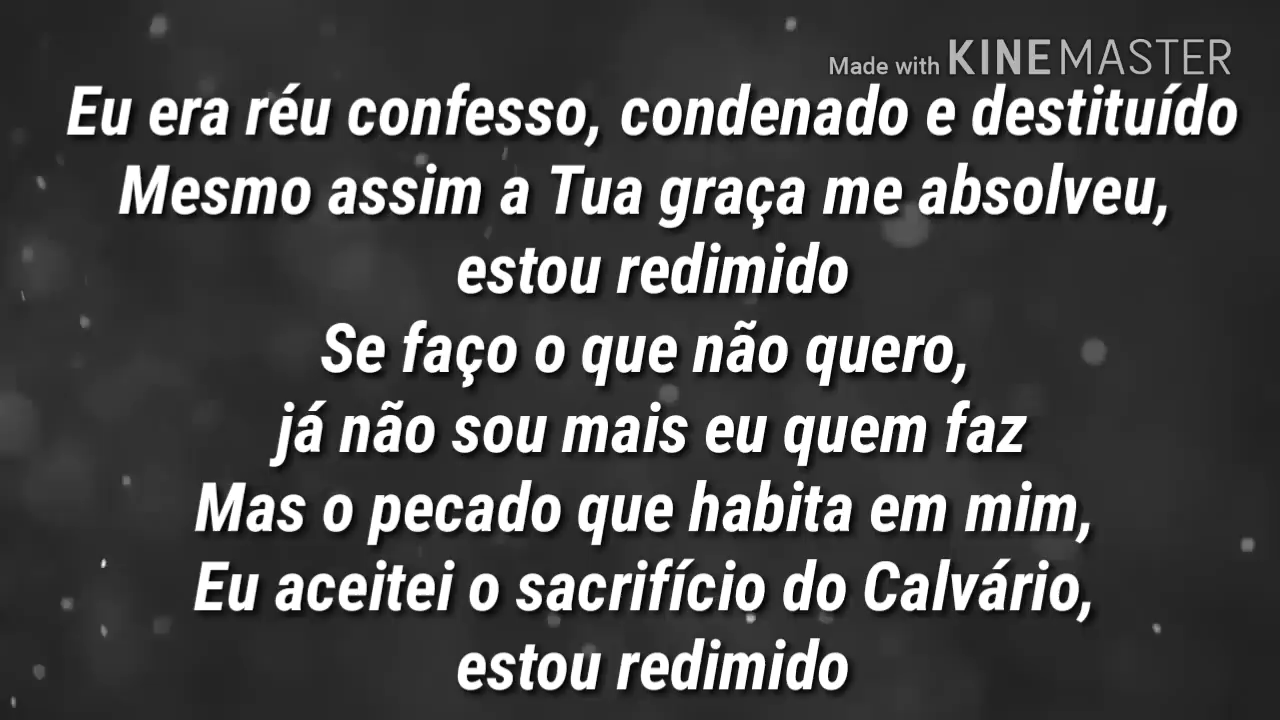 Made with KINEMASTER
Eu era réu confesso, condenado e destituído
Mesmo assim a Tua graça me absolveu,
estou redimido
Se faço o que não quero,
já não sou mais eu quem faz
Mas o pecado que habita em mim,
Eu aceitei o sacrifício do Calvário,
estou redimido